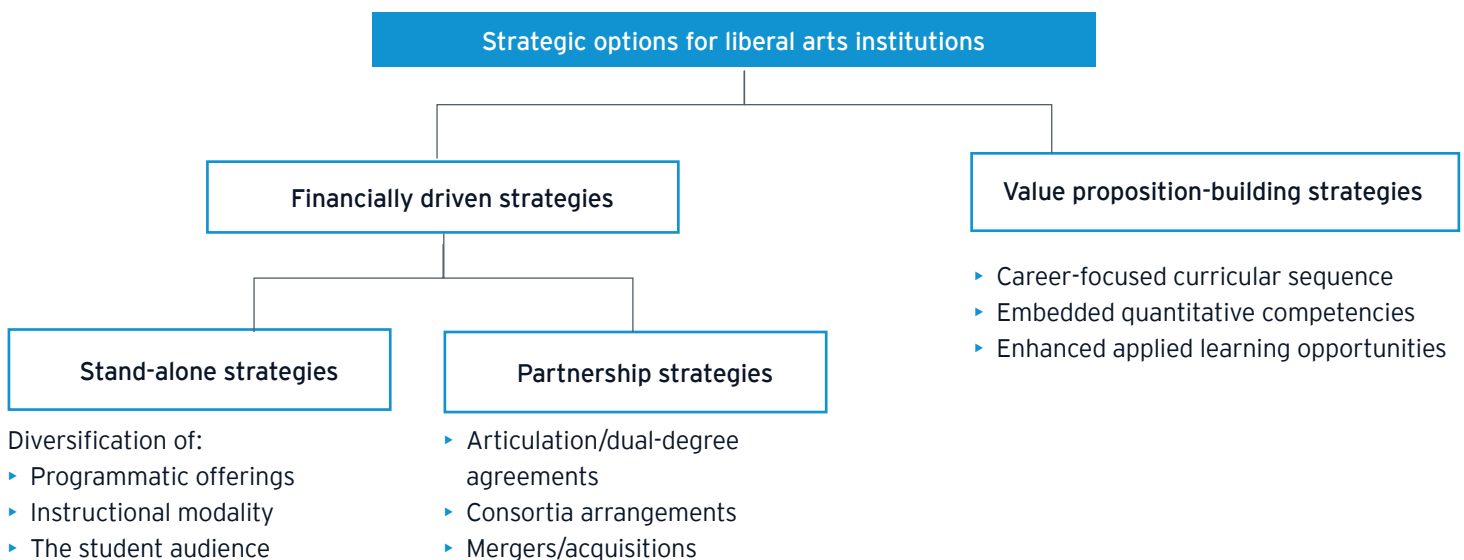 Strategic options for liberal arts institutions
Financially driven strategies
Value proposition-building strategies
▸ Career-focused curricular sequence
▸ Embedded quantitative competencies
▸ Enhanced applied learning opportunities
Stand-alone strategies
Diversification of:
▸ Programmatic offerings
▸ Instructional modality
▸ The student audience
Partnership strategies
▸ Articulation/dual-degree
agreements
▸ Consortia arrangements
▸ Mergers/acquisitions